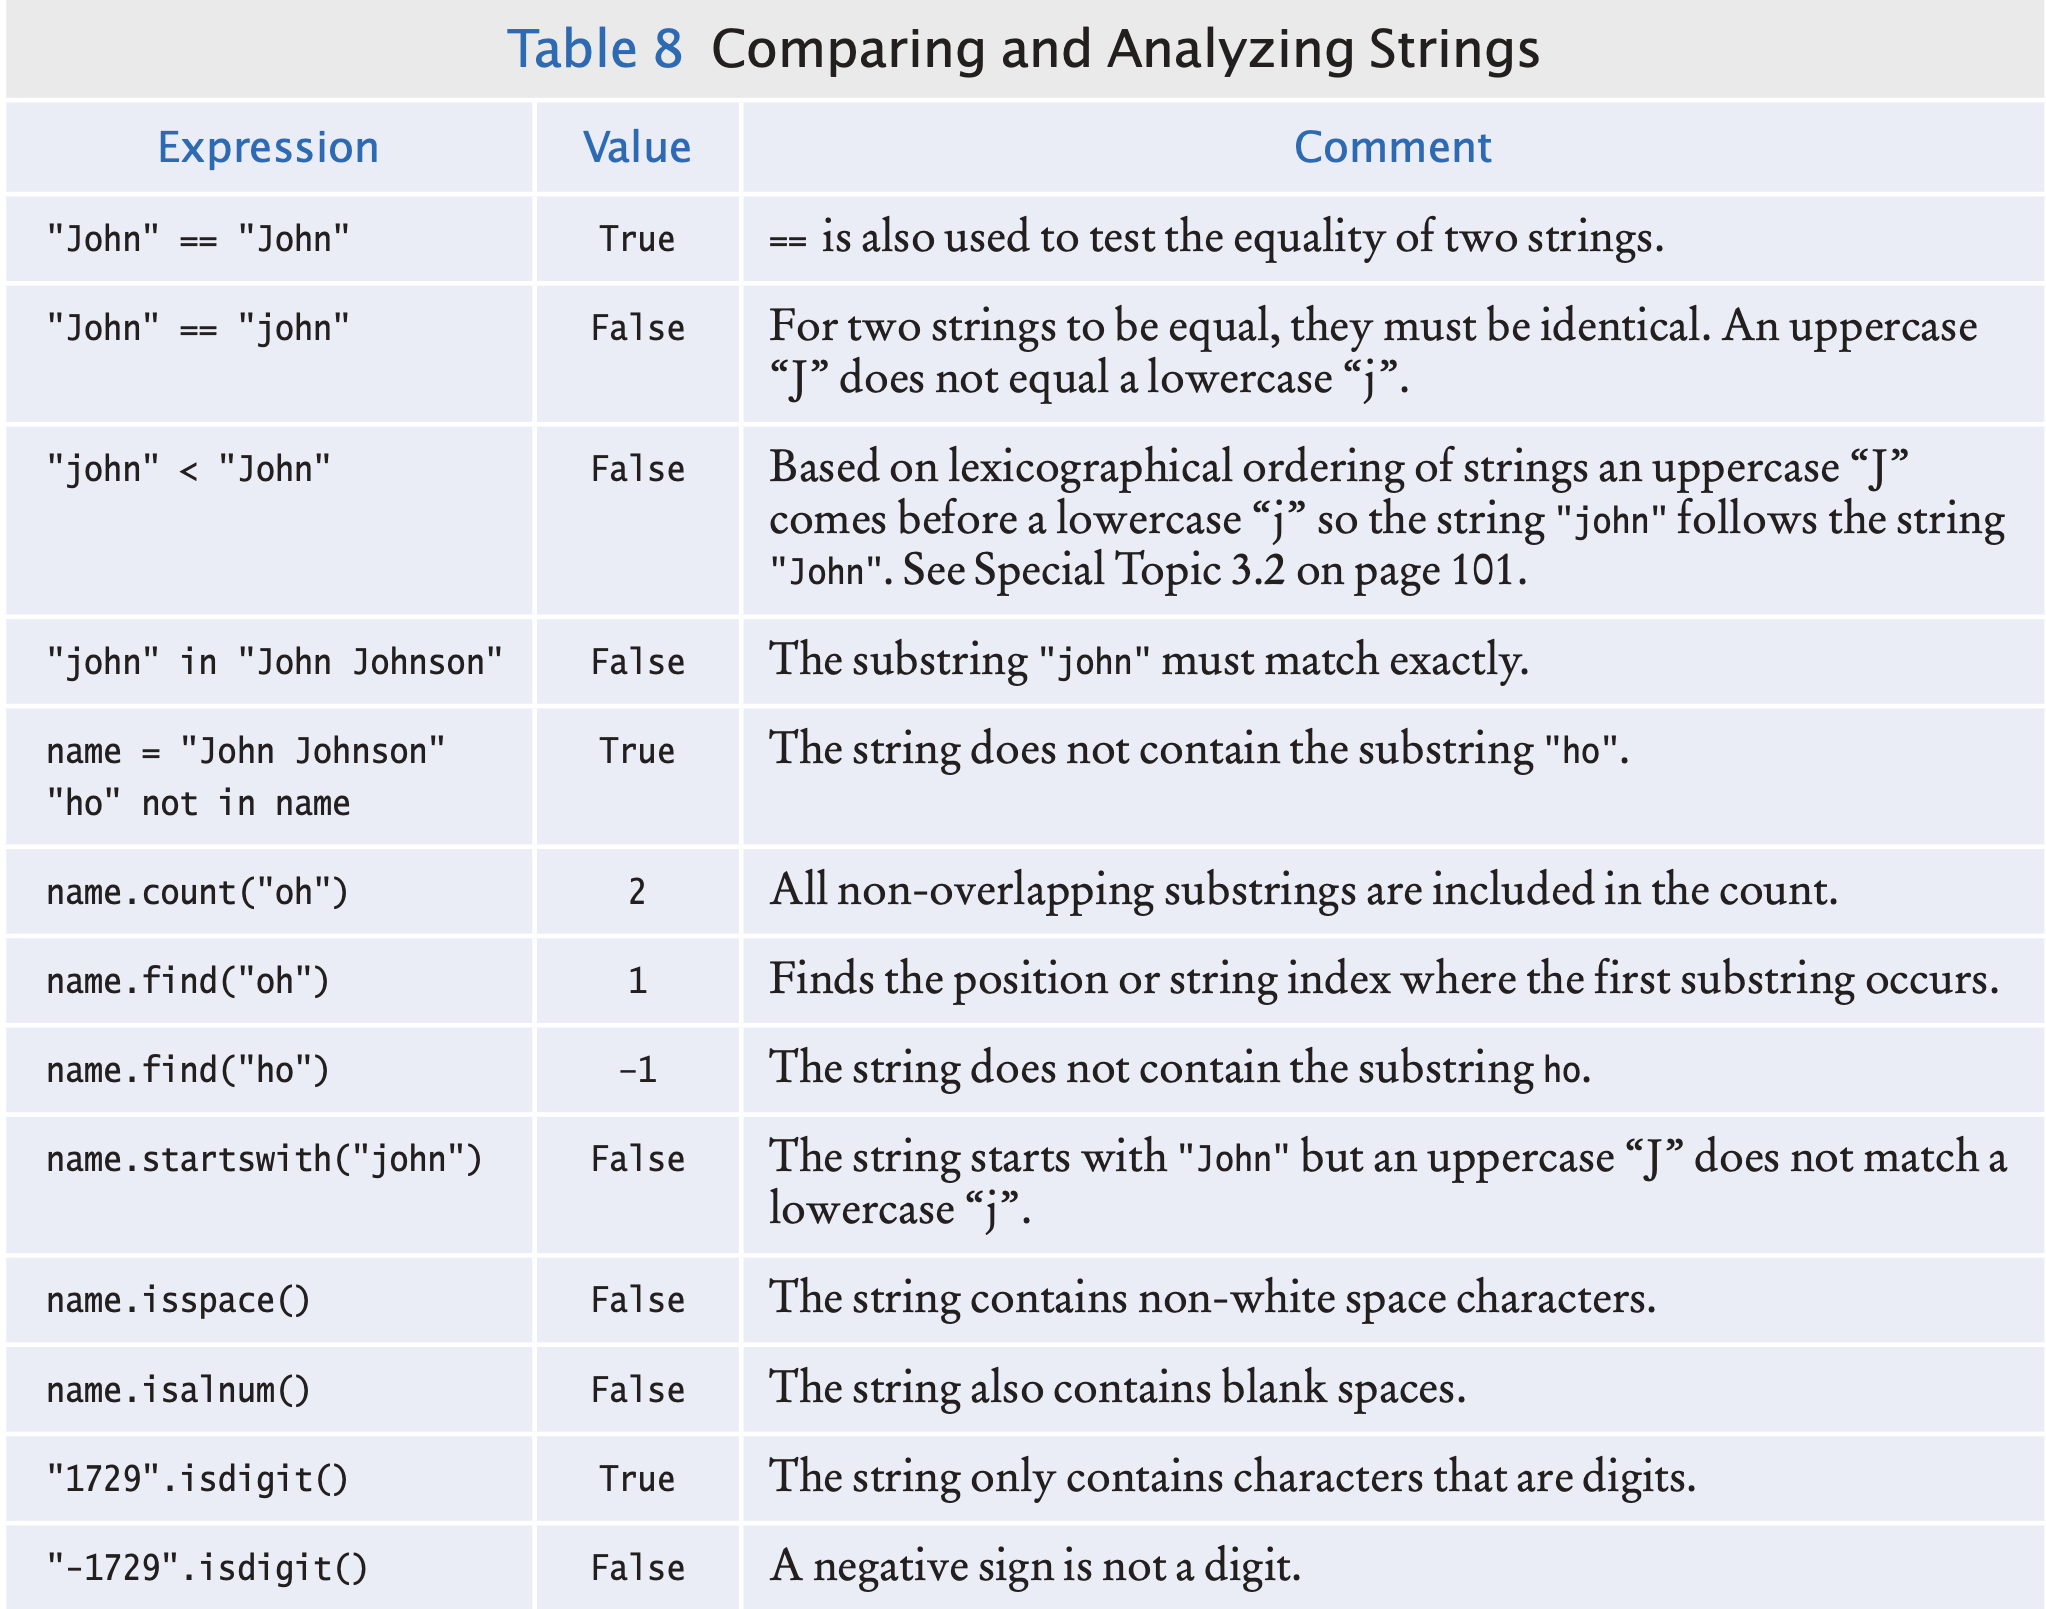 Table 8 Comparing and Analyzing Strings
Expression Value Comment
"John" == "John" True == is also used to test the equality of two strings.
"John" == "john" False For two strings to be equal, they must be identical. An uppercase
“J” does not equal a lowercase “j”.
"john" < "John" False Based on lexicographical ordering of strings an uppercase “J”
comes before a lowercase “j” so the string "john" follows the string
"John". See Special Topic 3.2 on page 101.
"john" in "John Johnson" False The substring "john" must match exactly.
name = "John Johnson" True The string does not contain the substring "ho".
"ho" not in name
name.count("oh") 2 All non-overlapping substrings are included in the count.
name.find("oh") 1 Finds the position or string index where the first substring occurs.
name.find("ho") –1 The string does not contain the substring ho.
name.startswith("john") False The string starts with "John" but an uppercase “J” does not match a
lowercase “j”.
name.isspace() False The string contains non-white space characters.
name.isalnum() False The string also contains blank spaces.
"1729".isdigit() True The string only contains characters that are digits.
"-1729".isdigit() False A negative sign is not a digit.